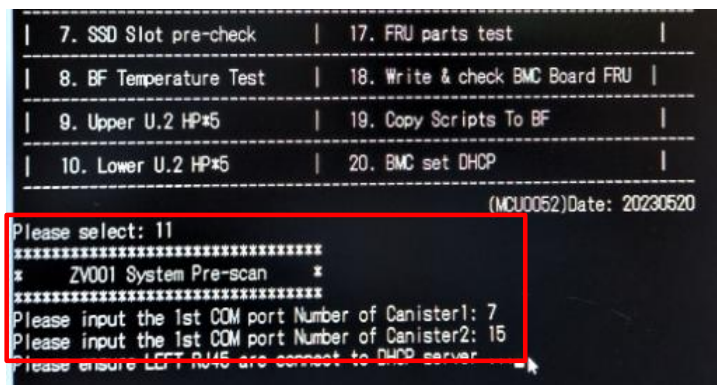 | 7. SSD Slot pre-check | 17. FRU parts test |
| 8. BF Temperature Test | 18. Write & check BMC Board FRU |
| 9. Upper U.2 HP*5 | 19. Copy Scripts To BF |
| 10. Lower U.2 HP*5 | 20. BMC set DHCP |
(MCU0052)Date: 20230520
Please select: 11
**********************************
* ZV001 System Pre-scan *
**********************************
Please input the 1st COM port Number of Canister1: 7
Please input the 1st COM port Number of Canister2: 15
Please ensure LEFT RJ45 are connect to DHCP server